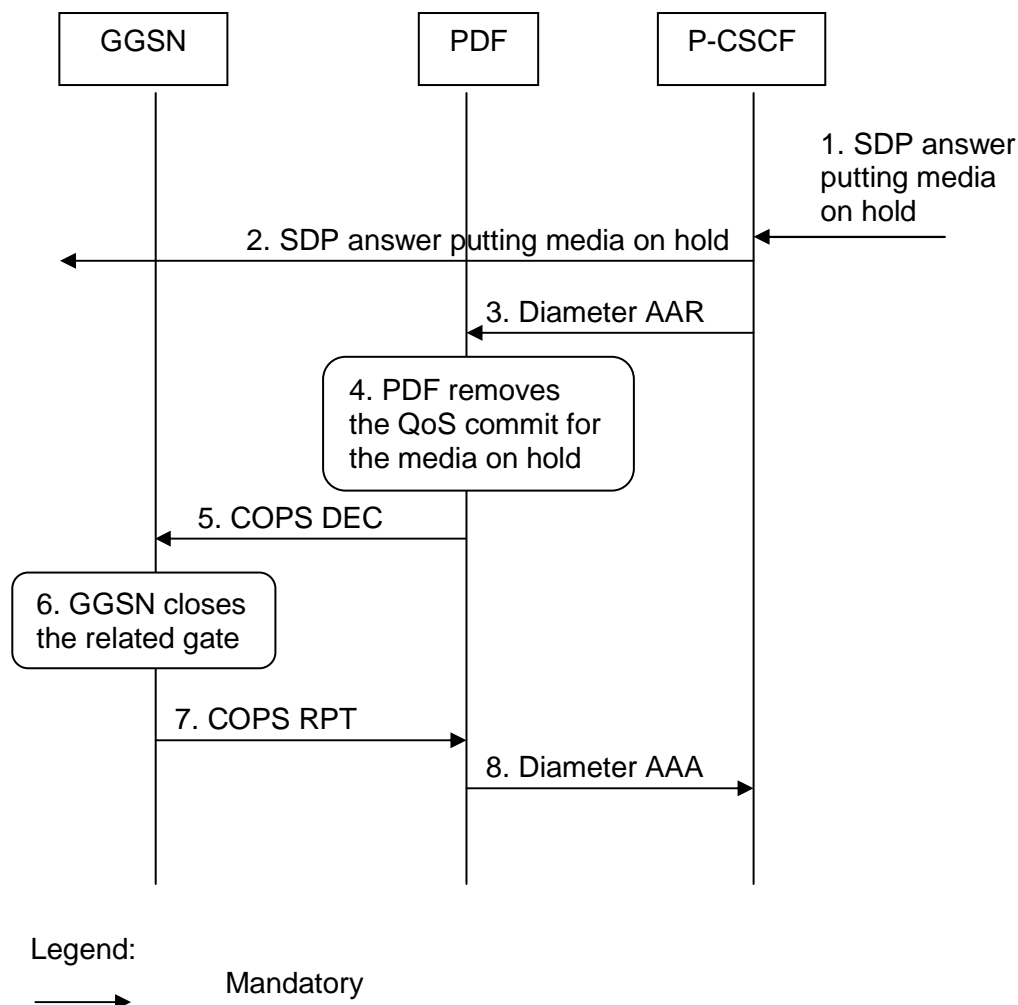 GGSN
PDF
P-CSCF
1. SDP answer
putting media
on hold
2. SDP answer putting media on hold
3. Diameter AAR
4. PDF removes
the QoS commit for
the media on hold
5. COPS DEC
6. GGSN closes
the related gate
7. COPS RPT
8. Diameter AAA
Legend:
Mandatory